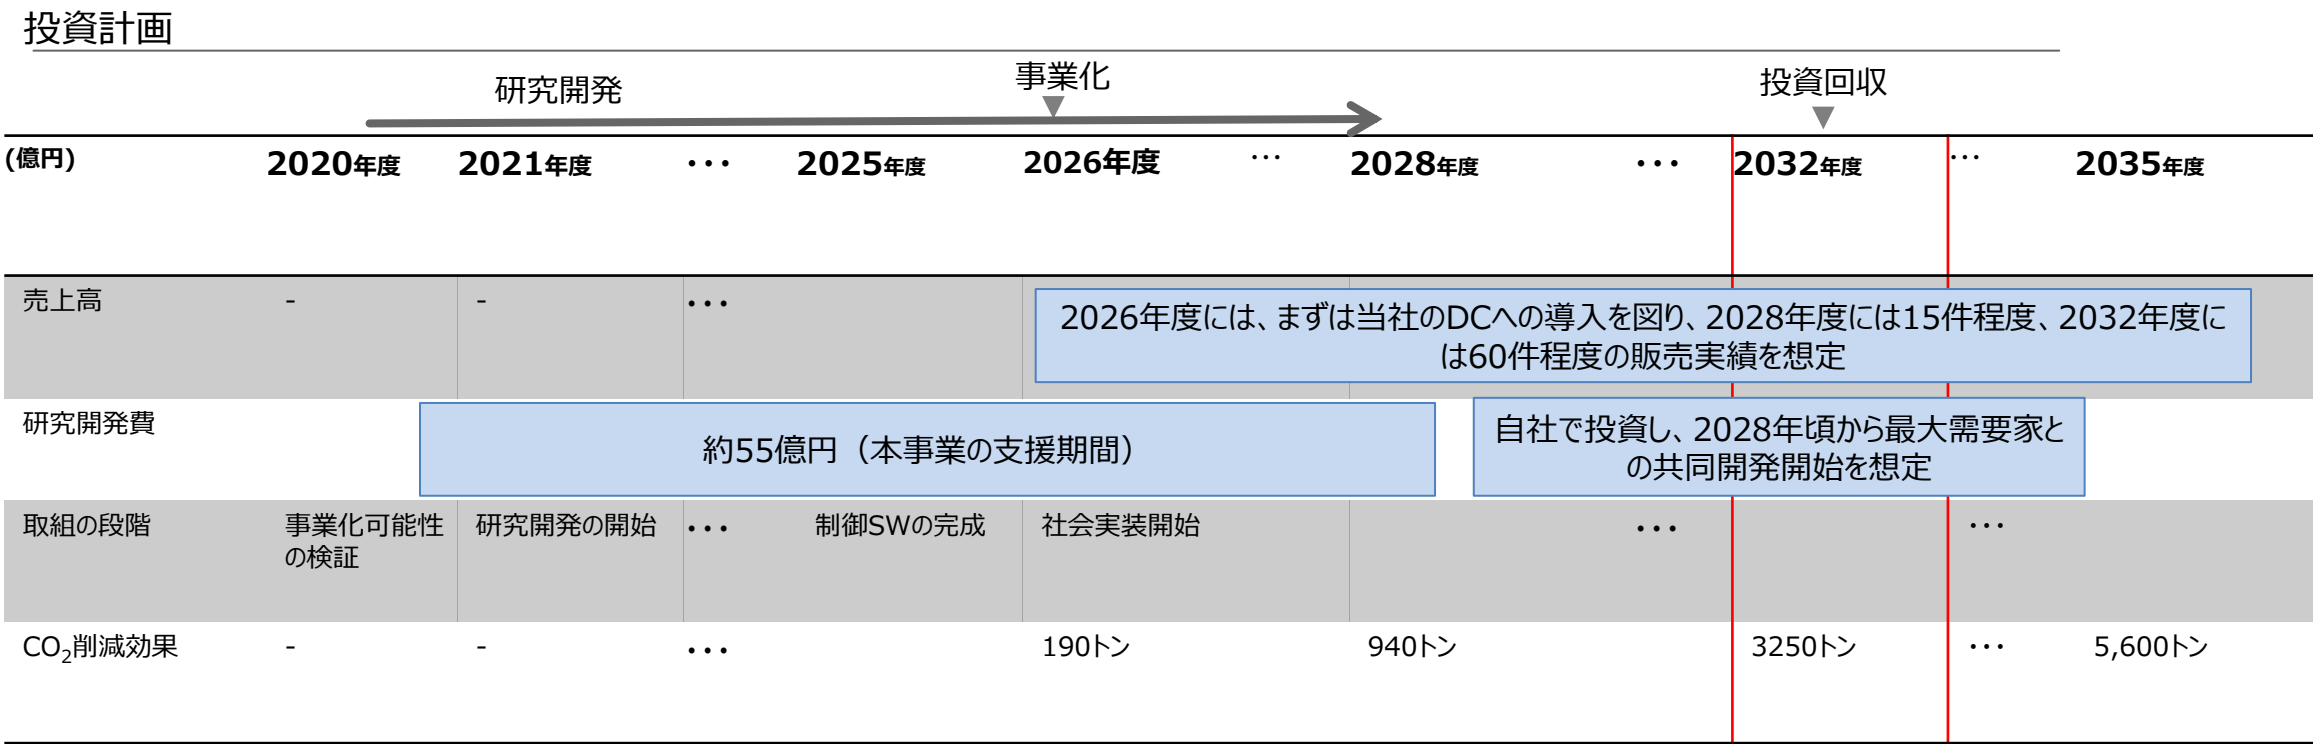 投資計画
研究開発
事業化
投資回収
(億円) 2020年度 2021年度 ・・・ 2025年度 2026年度 … 2028年度 ・・・ 2032年度 … 2035年度
売上高 - - ・・・
2026年度には、まずは当社のDCへの導入を図り、2028年度には15件程度、2032年度に
は60件程度の販売実績を想定
研究開発費
約55億円（本事業の支援期間）
自社で投資し、2028年頃から最大需要家と
の共同開発開始を想定
取組の段階 事業化可能性 研究開発の開始 ・・・ 制御SWの完成 社会実装開始 ・・・ ・・・
の検証
CO₂削減効果 - - ・・・ 190トン 940トン 3250トン ・・・ 5,600トン